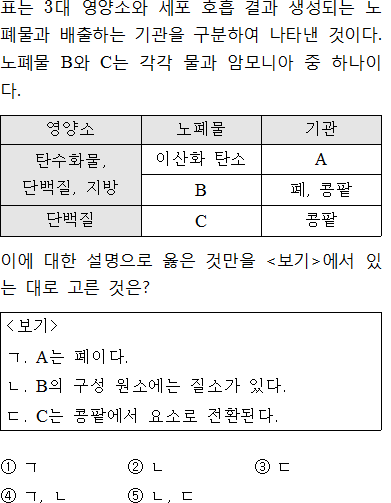 표는 3대 영양소와 세포 호흡 결과 생성되는 노
폐물과 배출하는 기관을 구분하여 나타낸 것이다.
노폐물 B와 C는 각각 물과 암모니아 중 하나이
다.
영양소 노폐물 기관
탄수화물,
단백질, 지방
이산화 탄소 A
B 폐, 콩팥
단백질 C 콩팥
이에 대한 설명으로 옳은 것만을 <보기>에서 있
는 대로 고른 것은?
<보기>
ㄱ. A는 폐이다.
ㄴ. B의 구성 원소에는 질소가 있다.
ㄷ. C는 콩팥에서 요소로 전환된다.
① ㄱ ② ㄴ ③ ㄷ
④ ㄱ, ㄴ ⑤ ㄴ, ㄷ